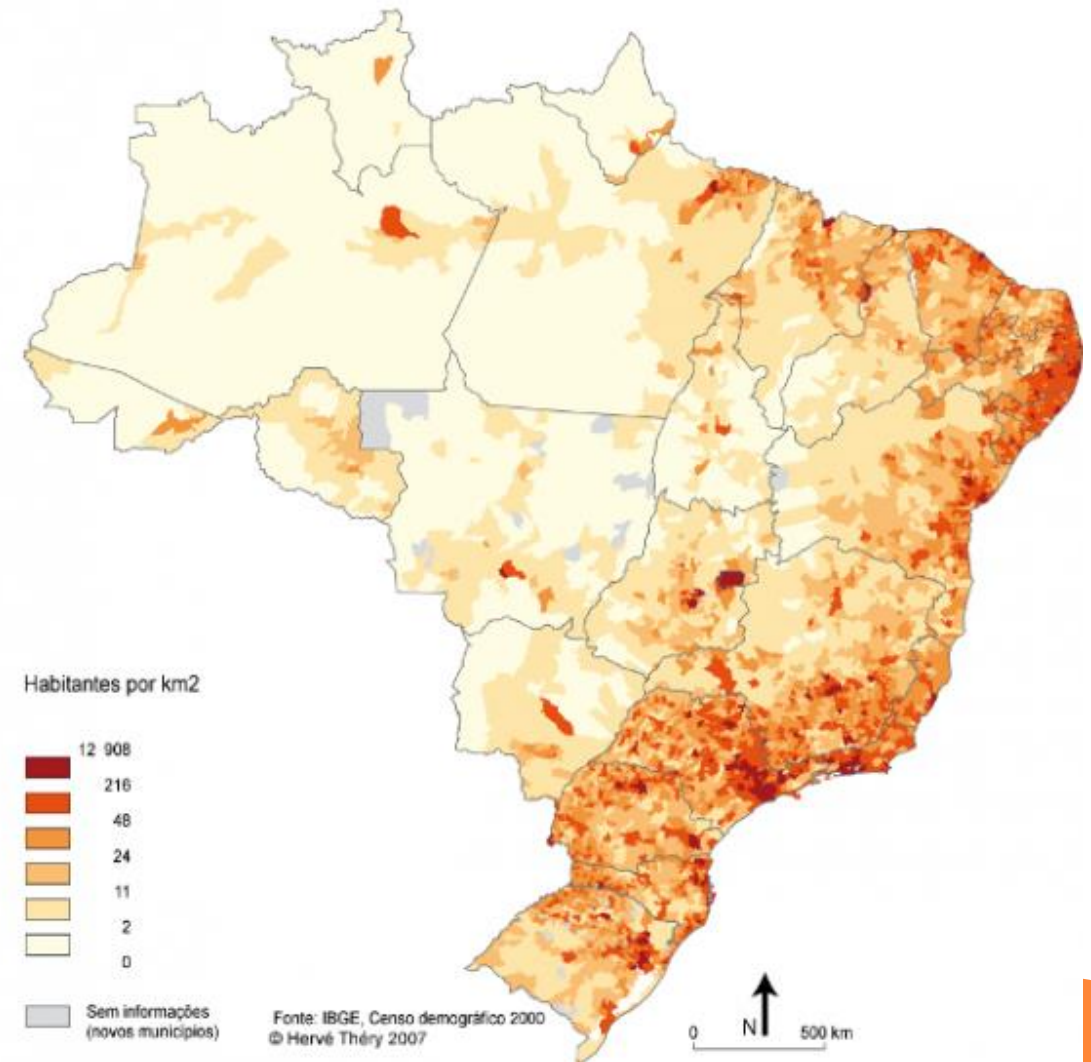 Habitantes por km2
12 908
216
48
24
11
2
0
Sem informações
(novos municípios)
Fonte: IBGE, Censo demográfico 2000
© Hervé Théry 2007
N
0 500 km